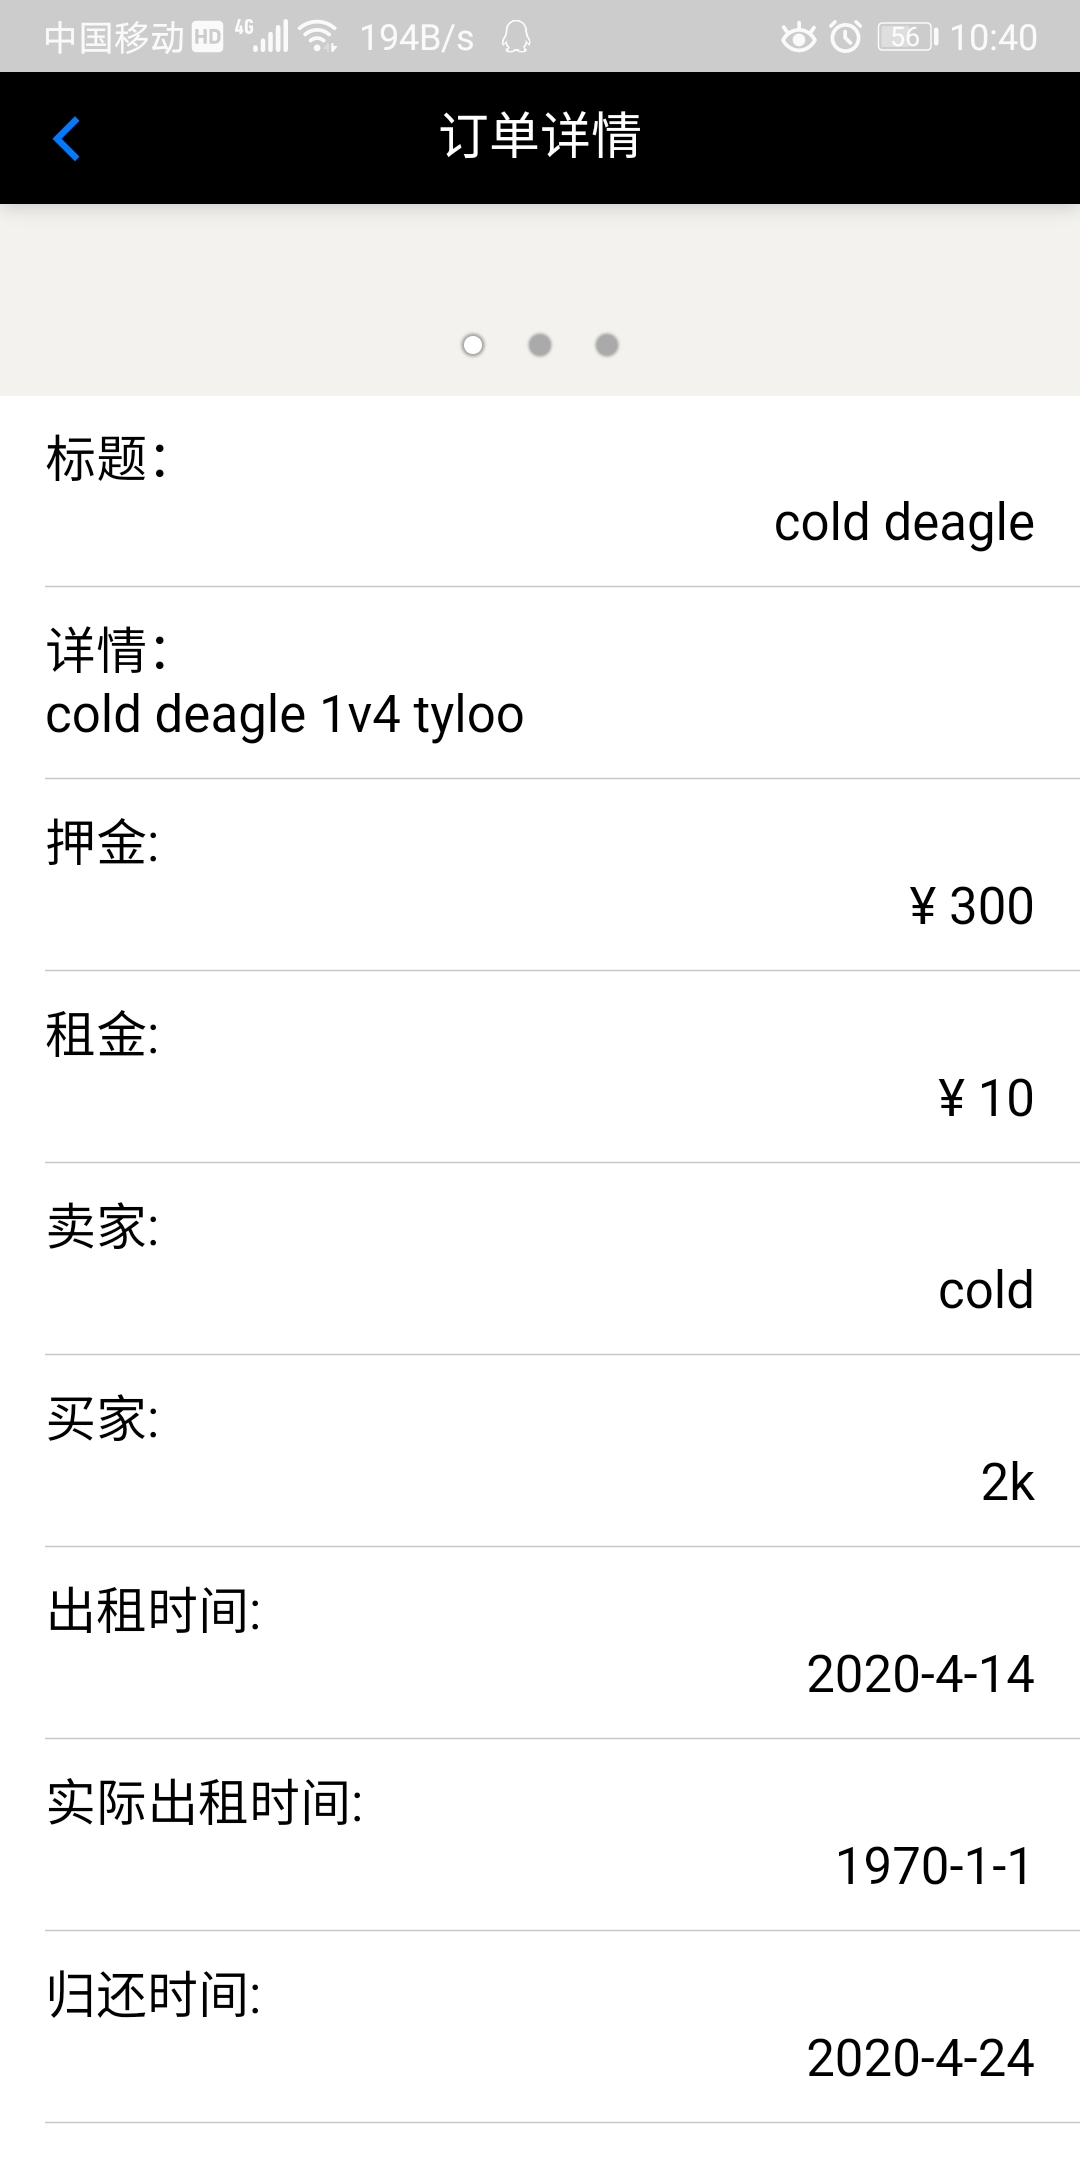 中国移动 HD 4G 194B/s 56 10:40
订单详情
标题：
cold deagle
详情：
cold deagle 1v4 tyloo
押金:
¥ 300
租金:
¥ 10
卖家:
cold
买家:
2k
出租时间:
2020-4-14
实际出租时间:
1970-1-1
归还时间:
2020-4-24